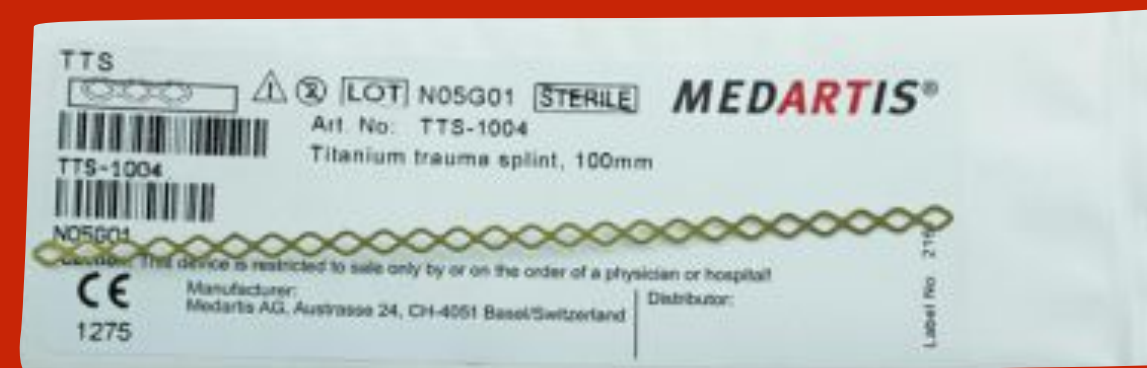 TTS
LOT N05G01 STERILE
MEDARTIS®
Art. No: TTS-1004
Titanium trauma splint, 100mm
TTS-1004
N05G01
This device is restricted to sale only by or on the order of a physician or hospital!
CE
1275
Manufacturer:
Medartis AG, Austrasse 24, CH-4051 Basel/Switzerland
Distributor:
Label No